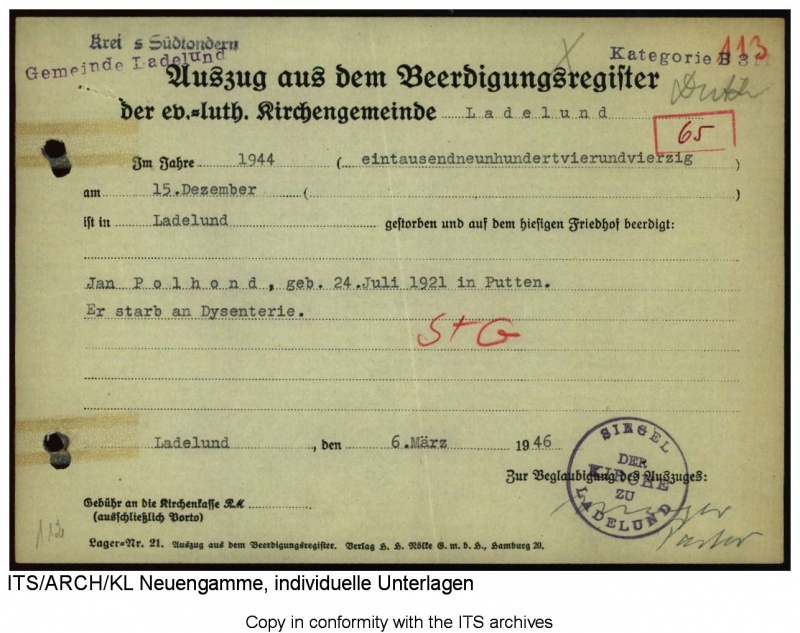 Kreis Südtondern
Gemeinde Ladelund
Kategorie B 3
113
Auszug aus dem Beerdigungsregister
der ev.=luth. Kirchengemeinde Ladelund
65
Im Jahre 1944 ( eintausendneunhundertvierundvierzig )
am 15.Dezember ( )
ist in Ladelund gestorben und auf dem hiesigen Friedhof beerdigt:
Jan Polhond, geb. 24.Juli 1921 in Putten.
Er starb an Dysenterie.
St G
Ladelund , den 6.März 1946
SIEGEL DER KIRCHE ZU LADELUND
Zur Beglaubigung des Auszuges:
Pastor
Gebühr an die Kirchenkasse RM
(ausschließlich Porto)
Lager=Nr. 21. Auszug aus dem Beerdigungsregister. Verlag H. H. Nölke G. m. b. H., Hamburg 20.
ITS/ARCH/KL Neuengamme, individuelle Unterlagen
Copy in conformity with the ITS archives